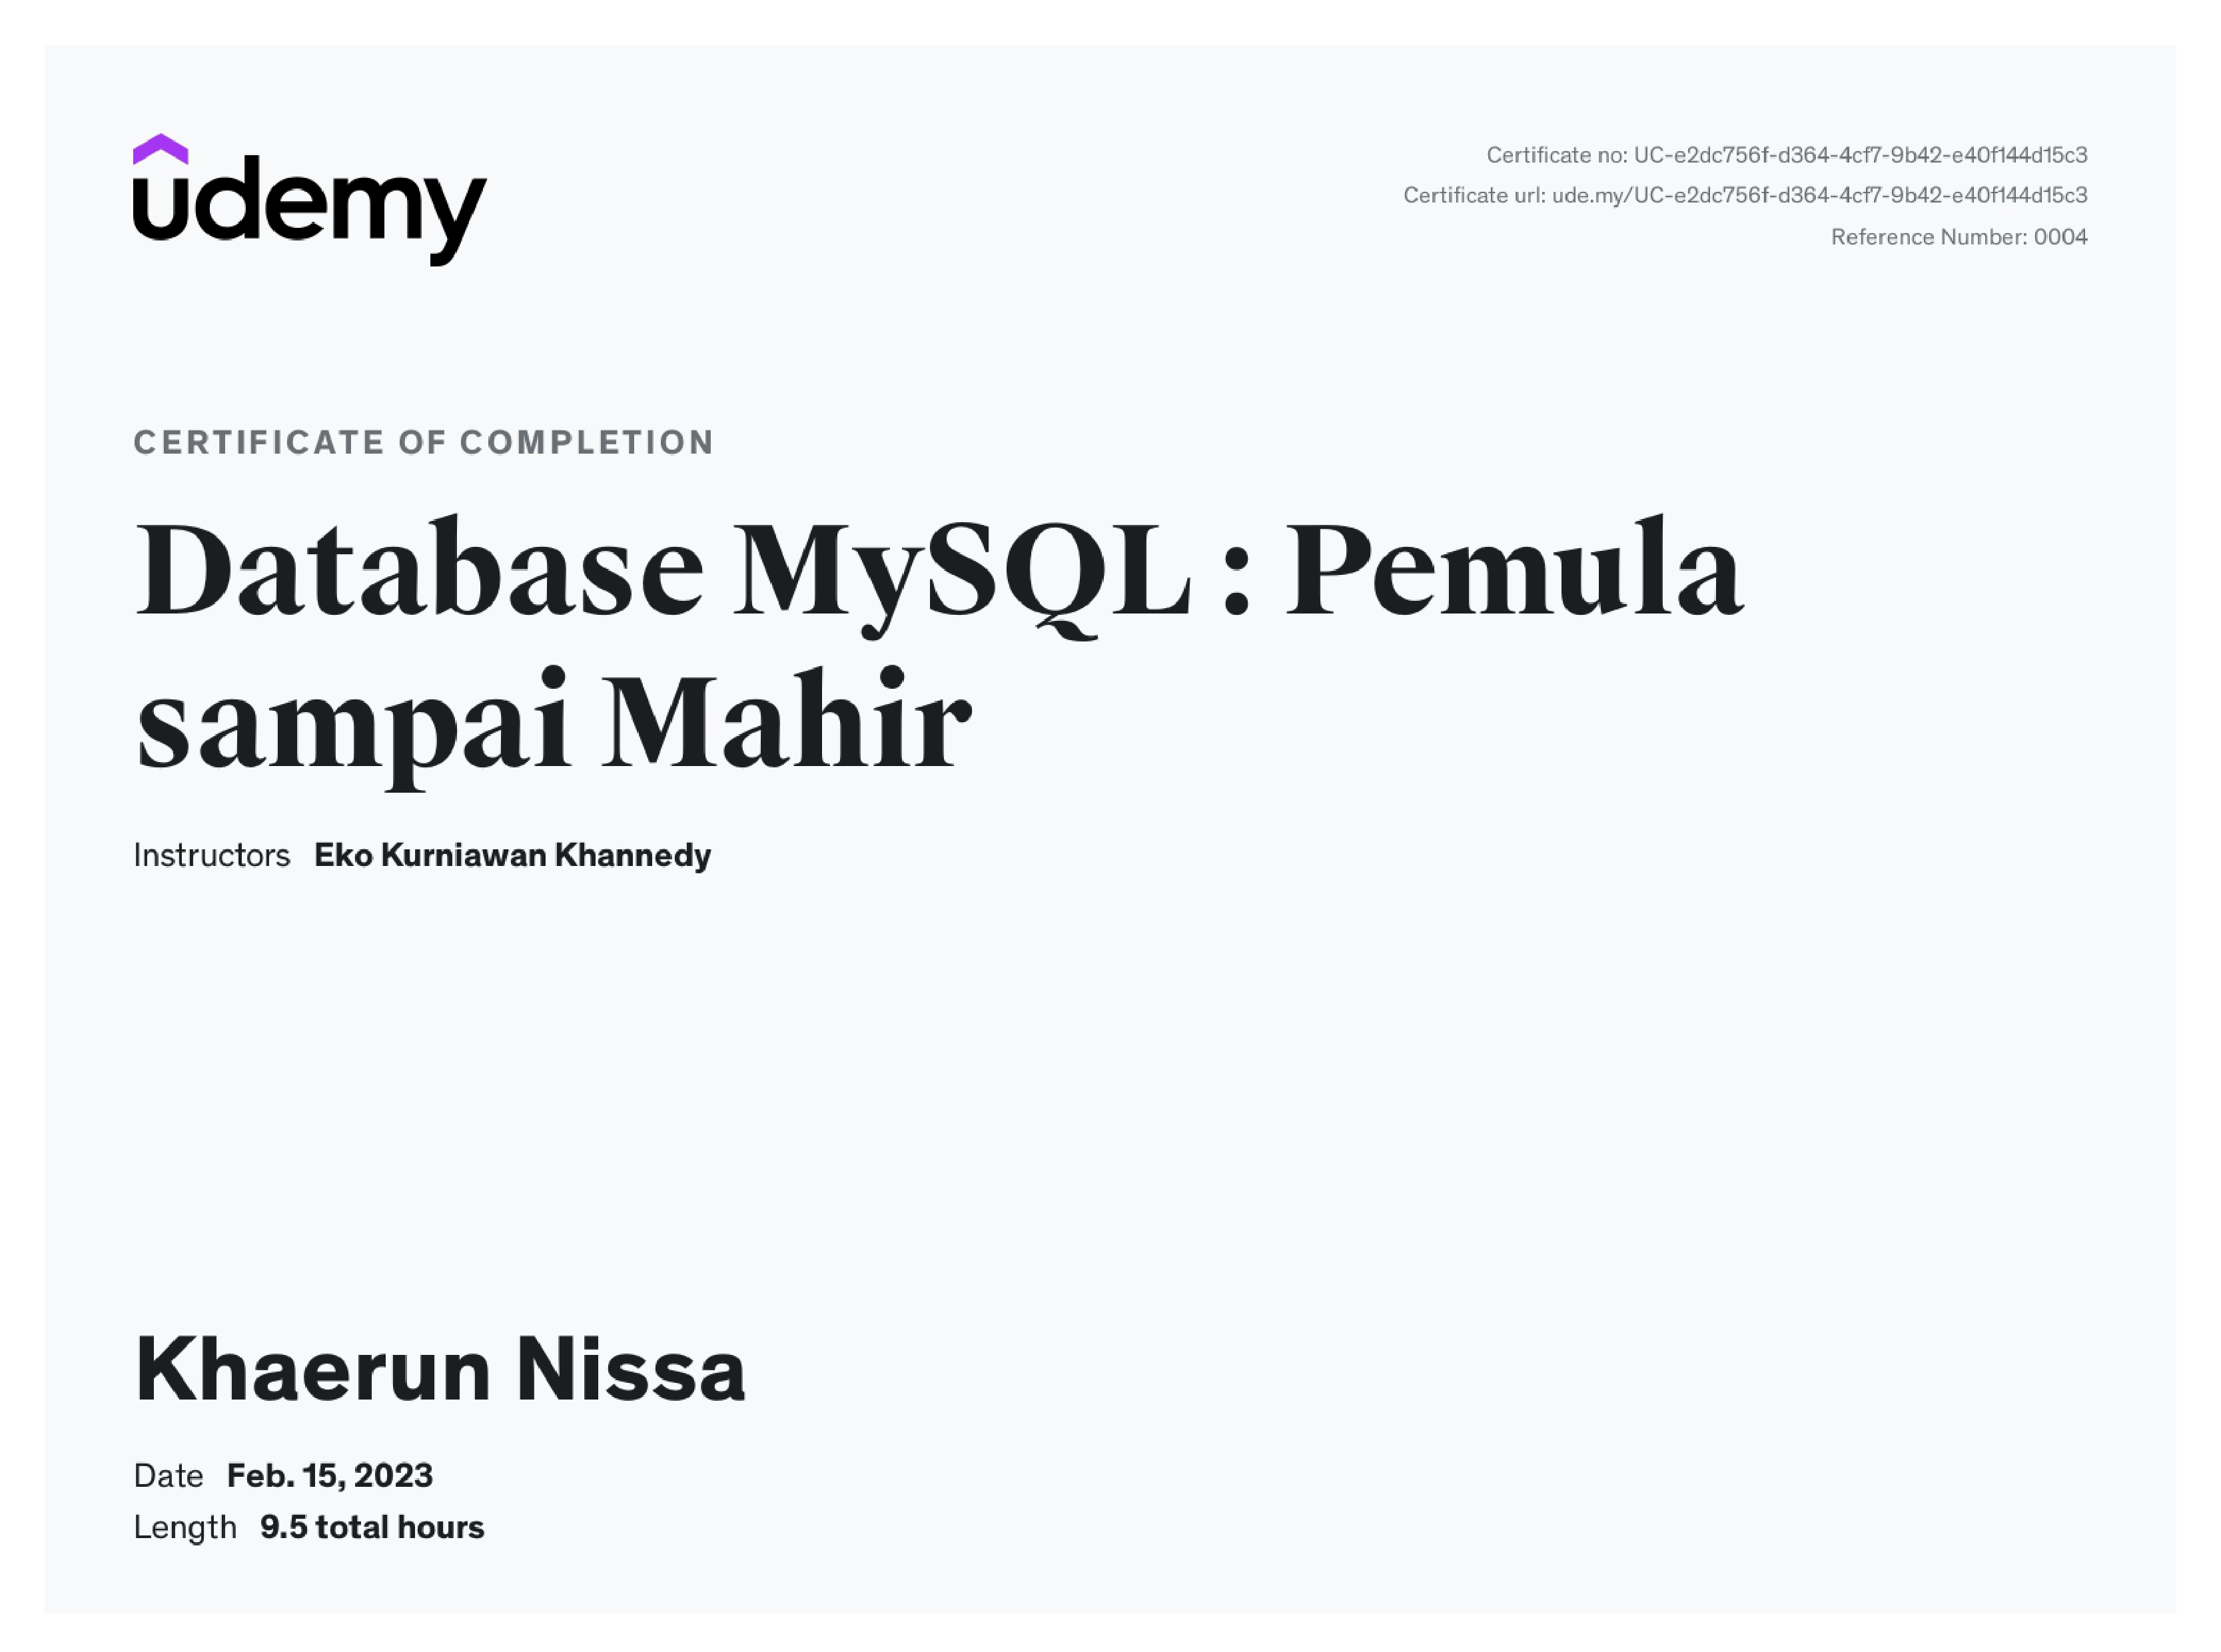 udemy
Certificate no: UC-e2dc756f-d364-4cf7-9b42-e40f144d15c3
Certificate url: ude.my/UC-e2dc756f-d364-4cf7-9b42-e40f144d15c3
Reference Number: 0004
CERTIFICATE OF COMPLETION
Database MySQL : Pemula
sampai Mahir
Instructors Eko Kurniawan Khannedy
Khaerun Nissa
Date Feb. 15, 2023
Length 9.5 total hours